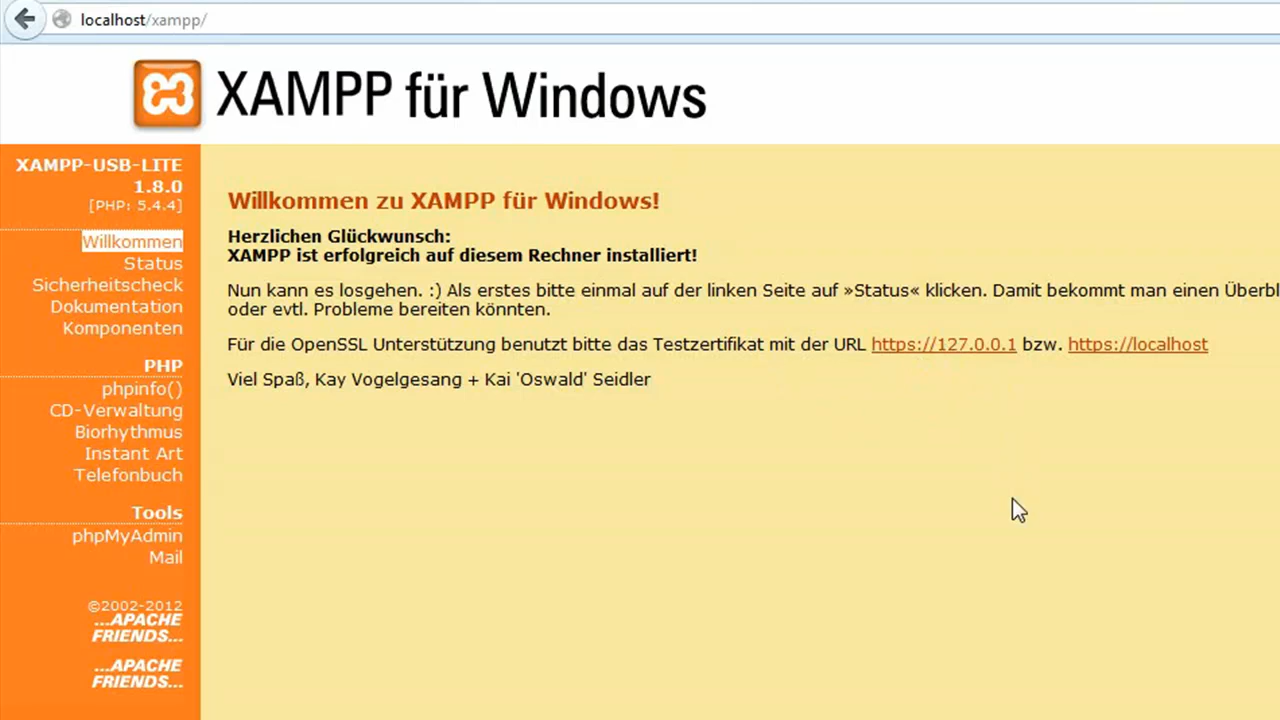 localhost/xampp/
XAMPP für Windows
XAMPP-USB-LITE
1.8.0
[PHP: 5.4.4]
Willkommen
Status
Sicherheitscheck
Dokumentation
Komponenten
PHP
phpinfo()
CD-Verwaltung
Biorhythmus
Instant Art
Telefonbuch
Tools
phpMyAdmin
Mail
©2002-2012
...APACHE
FRIENDS...
...APACHE
FRIENDS...
Willkommen zu XAMPP für Windows!
Herzlichen Glückwunsch:
XAMPP ist erfolgreich auf diesem Rechner installiert!
Nun kann es losgehen. :) Als erstes bitte einmal auf der linken Seite auf »Status« klicken. Damit bekommt man einen Überbl
oder evtl. Probleme bereiten könnten.
Für die OpenSSL Unterstützung benutzt bitte das Testzertifikat mit der URL https://127.0.0.1 bzw. https://localhost
Viel Spaß, Kay Vogelgesang + Kai 'Oswald' Seidler